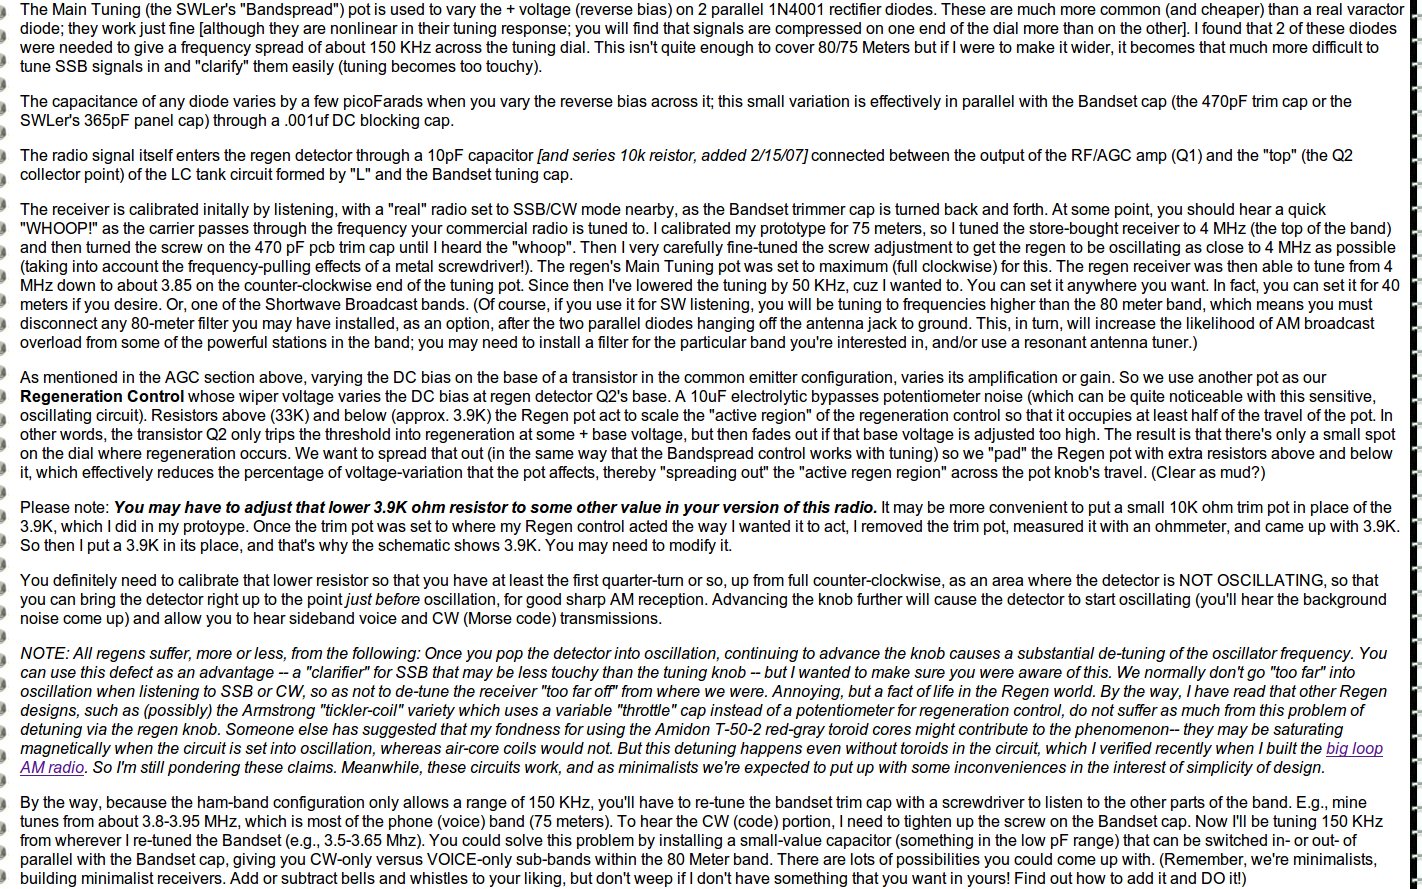 The Main Tuning (the SWLer's "Bandspread") pot is used to vary the + voltage (reverse bias) on 2 parallel 1N4001 rectifier diodes. These are much more common (and cheaper) than a real varactor
diode; they work just fine [although they are nonlinear in their tuning response; you will find that signals are compressed on one end of the dial more than on the other]. I found that 2 of these diodes
were needed to give a frequency spread of about 150 KHz across the tuning dial. This isn't quite enough to cover 80/75 Meters but if I were to make it wider, it becomes that much more difficult to
tune SSB signals in and "clarify" them easily (tuning becomes too touchy).
The capacitance of any diode varies by a few picoFarads when you vary the reverse bias across it; this small variation is effectively in parallel with the Bandset cap (the 470pF trim cap or the
SWLer's 365pF panel cap) through a .001uf DC blocking cap.
The radio signal itself enters the regen detector through a 10pF capacitor [and series 10k reistor, added 2/15/07] connected between the output of the RF/AGC amp (Q1) and the "top" (the Q2
collector point) of the LC tank circuit formed by "L" and the Bandset tuning cap.
The receiver is calibrated initally by listening, with a "real" radio set to SSB/CW mode nearby, as the Bandset trimmer cap is turned back and forth. At some point, you should hear a quick
"WHOOP!" as the carrier passes through the frequency your commercial radio is tuned to. I calibrated my prototype for 75 meters, so I tuned the store-bought receiver to 4 MHz (the top of the band)
and then turned the screw on the 470 pF pcb trim cap until I heard the "whoop". Then I very carefully fine-tuned the screw adjustment to get the regen to be oscillating as close to 4 MHz as possible
(taking into account the frequency-pulling effects of a metal screwdriver!). The regen's Main Tuning pot was set to maximum (full clockwise) for this. The regen receiver was then able to tune from 4
MHz down to about 3.85 on the counter-clockwise end of the tuning pot. Since then I've lowered the tuning by 50 KHz, cuz I wanted to. You can set it anywhere you want. In fact, you can set it for 40
meters if you desire. Or, one of the Shortwave Broadcast bands. (Of course, if you use it for SW listening, you will be tuning to frequencies higher than the 80 meter band, which means you must
disconnect any 80-meter filter you may have installed, as an option, after the two parallel diodes hanging off the antenna jack to ground. This, in turn, will increase the likelihood of AM broadcast
overload from some of the powerful stations in the band; you may need to install a filter for the particular band you're interested in, and/or use a resonant antenna tuner.)
As mentioned in the AGC section above, varying the DC bias on the base of a transistor in the common emitter configuration, varies its amplification or gain. So we use another pot as our
Regeneration Control whose wiper voltage varies the DC bias at regen detector Q2's base. A 10uF electrolytic bypasses potentiometer noise (which can be quite noticeable with this sensitive,
oscillating circuit). Resistors above (33K) and below (approx. 3.9K) the Regen pot act to scale the "active region" of the regeneration control so that it occupies at least half of the travel of the pot. In
other words, the transistor Q2 only trips the threshold into regeneration at some + base voltage, but then fades out if that base voltage is adjusted too high. The result is that there's only a small spot
on the dial where regeneration occurs. We want to spread that out (in the same way that the Bandspread control works with tuning) so we "pad" the Regen pot with extra resistors above and below
it, which effectively reduces the percentage of voltage-variation that the pot affects, thereby "spreading out" the "active regen region" across the pot knob's travel. (Clear as mud?)
Please note: You may have to adjust that lower 3.9K ohm resistor to some other value in your version of this radio. It may be more convenient to put a small 10K ohm trim pot in place of the
3.9K, which I did in my protoype. Once the trim pot was set to where my Regen control acted the way I wanted it to act, I removed the trim pot, measured it with an ohmmeter, and came up with 3.9K.
So then I put a 3.9K in its place, and that's why the schematic shows 3.9K. You may need to modify it.
You definitely need to calibrate that lower resistor so that you have at least the first quarter-turn or so, up from full counter-clockwise, as an area where the detector is NOT OSCILLATING, so that
you can bring the detector right up to the point just before oscillation, for good sharp AM reception. Advancing the knob further will cause the detector to start oscillating (you'll hear the background
noise come up) and allow you to hear sideband voice and CW (Morse code) transmissions.
NOTE: All regens suffer, more or less, from the following: Once you pop the detector into oscillation, continuing to advance the knob causes a substantial de-tuning of the oscillator frequency. You
can use this defect as an advantage -- a "clarifier" for SSB that may be less touchy than the tuning knob -- but I wanted to make sure you were aware of this. We normally don't go "too far" into
oscillation when listening to SSB or CW, so as not to de-tune the receiver "too far off" from where we were. Annoying, but a fact of life in the Regen world. By the way, I have read that other Regen
designs, such as (possibly) the Armstrong "tickler-coil" variety which uses a variable "throttle" cap instead of a potentiometer for regeneration control, do not suffer as much from this problem of
detuning via the regen knob. Someone else has suggested that my fondness for using the Amidon T-50-2 red-gray toroid cores might contribute to the phenomenon-- they may be saturating
magnetically when the circuit is set into oscillation, whereas air-core coils would not. But this detuning happens even without toroids in the circuit, which I verified recently when I built the big loop
AM radio. So I'm still pondering these claims. Meanwhile, these circuits work, and as minimalists we're expected to put up with some inconveniences in the interest of simplicity of design.
By the way, because the ham-band configuration only allows a range of 150 KHz, you'll have to re-tune the bandset trim cap with a screwdriver to listen to the other parts of the band. E.g., mine
tunes from about 3.8-3.95 MHz, which is most of the phone (voice) band (75 meters). To hear the CW (code) portion, I need to tighten up the screw on the Bandset cap. Now I'll be tuning 150 KHz
from wherever I re-tuned the Bandset (e.g., 3.5-3.65 Mhz). You could solve this problem by installing a small-value capacitor (something in the low pF range) that can be switched in- or out- of
parallel with the Bandset cap, giving you CW-only versus VOICE-only sub-bands within the 80 Meter band. There are lots of possibilities you could come up with. (Remember, we're minimalists,
building minimalist receivers. Add or subtract bells and whistles to your liking, but don't weep if I don't have something that you want in yours! Find out how to add it and DO it!)